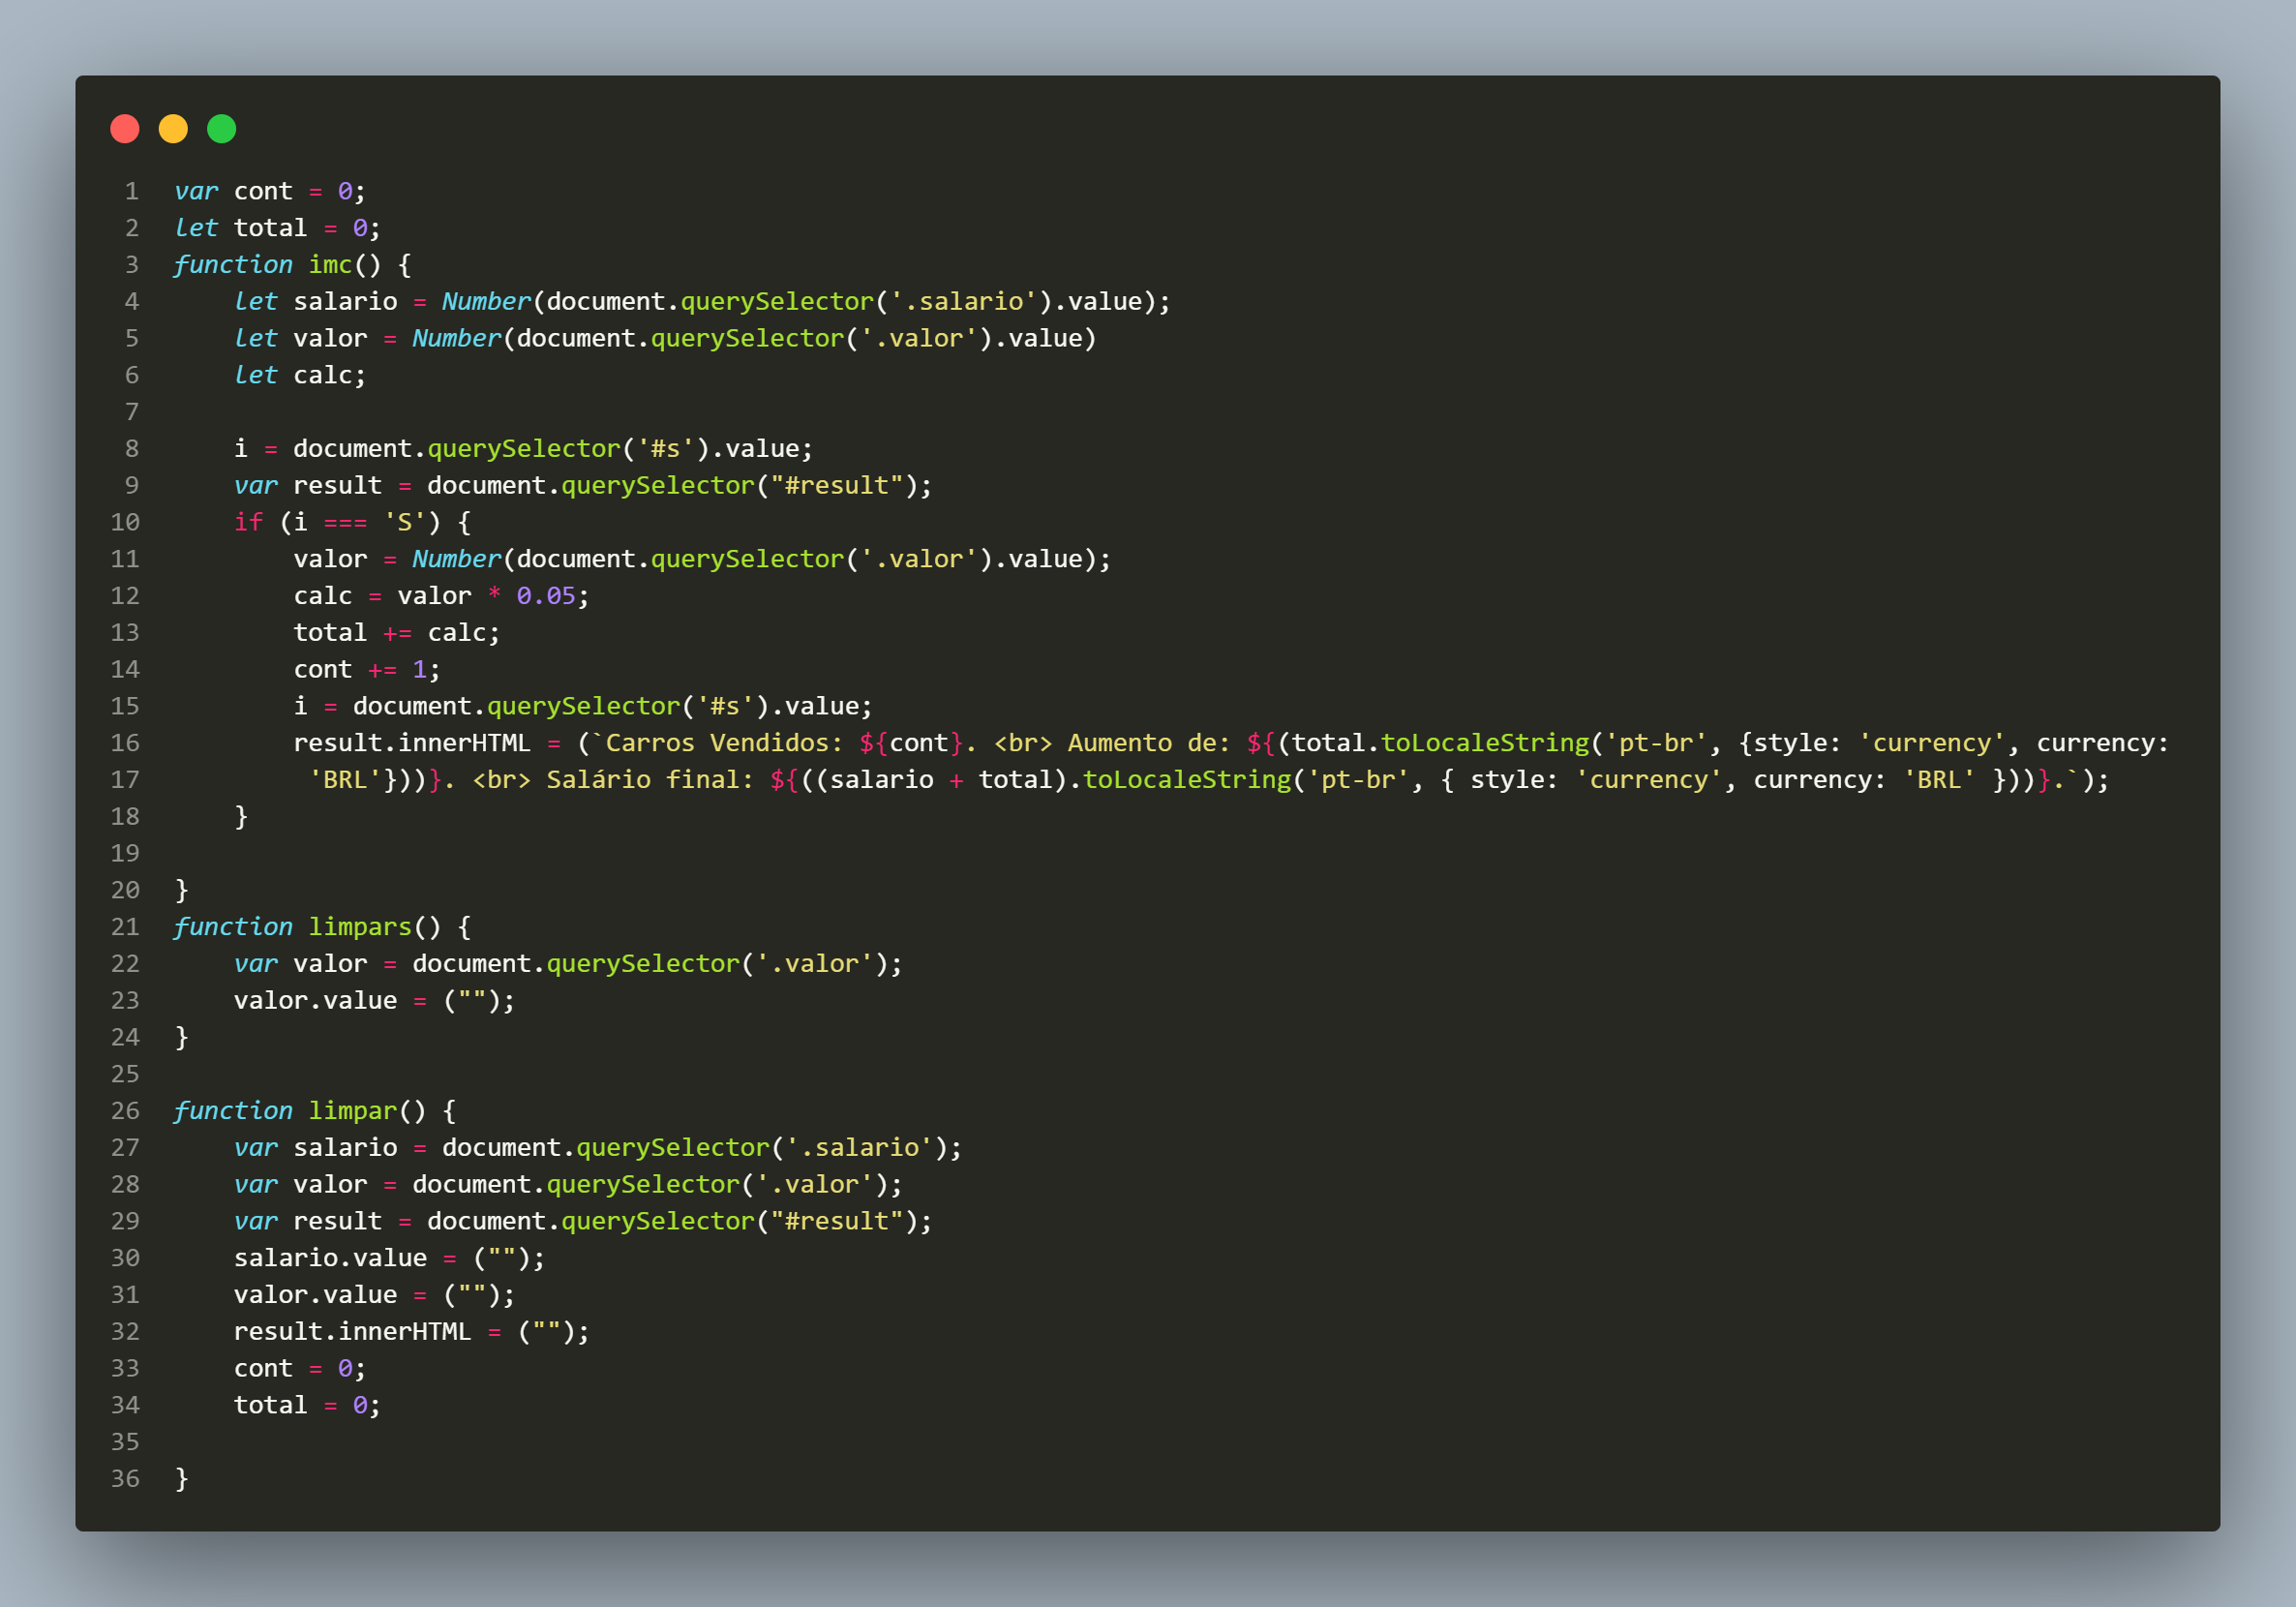 1 var cont = 0;
2 let total = 0;
3 function imc() {
4     let salario = Number(document.querySelector('.salario').value);
5     let valor = Number(document.querySelector('.valor').value)
6     let calc;
7
8     i = document.querySelector('#s').value;
9     var result = document.querySelector("#result");
10     if (i === 'S') {
11         valor = Number(document.querySelector('.valor').value);
12         calc = valor * 0.05;
13         total += calc;
14         cont += 1;
15         i = document.querySelector('#s').value;
16         result.innerHTML = (`Carros Vendidos: ${cont}. <br> Aumento de: ${(total.toLocaleString('pt-br', {style: 'currency', currency:
17          'BRL'}))}. <br> Salário final: ${((salario + total).toLocaleString('pt-br', { style: 'currency', currency: 'BRL' }))}.`);
18     }
19
20 }
21 function limpars() {
22     var valor = document.querySelector('.valor');
23     valor.value = ("");
24 }
25
26 function limpar() {
27     var salario = document.querySelector('.salario');
28     var valor = document.querySelector('.valor');
29     var result = document.querySelector("#result");
30     salario.value = ("");
31     valor.value = ("");
32     result.innerHTML = ("");
33     cont = 0;
34     total = 0;
35
36 }